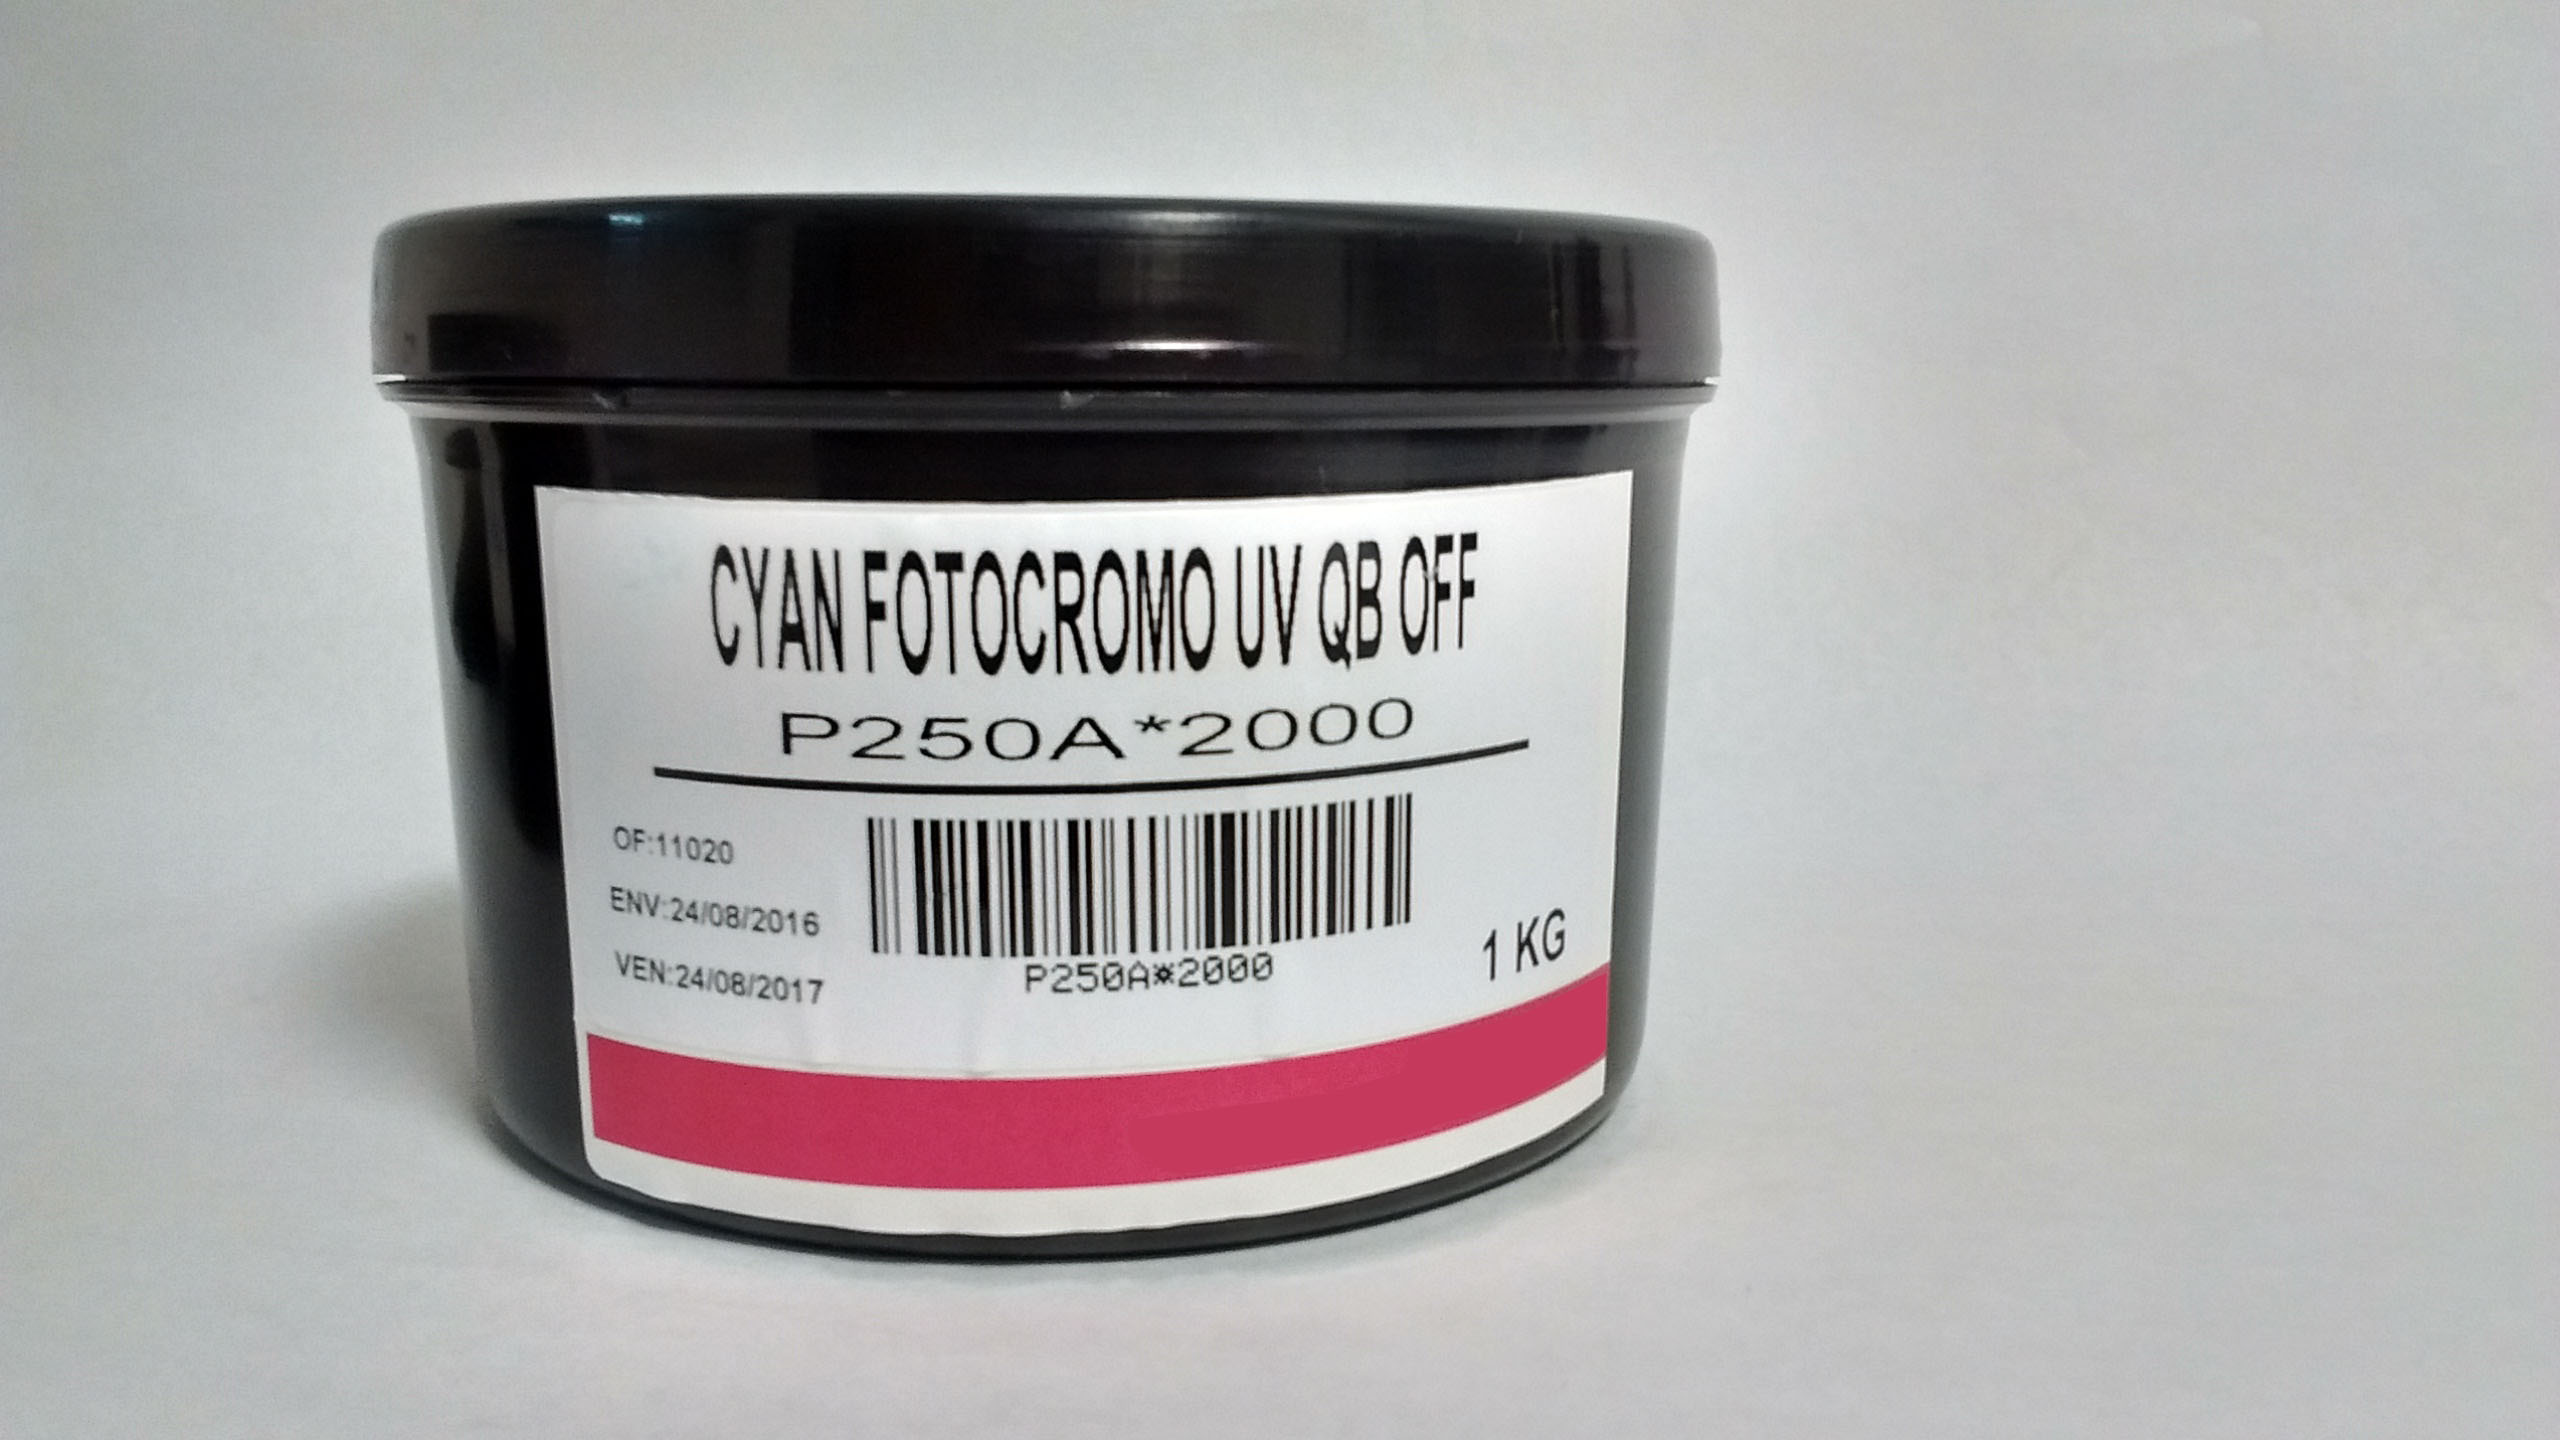 CYAN FOTOCROMO UV QB OFF
P250A*2000
OF:11020
ENV:24/08/2016
VEN:24/08/2017
P250A*2000
1 KG